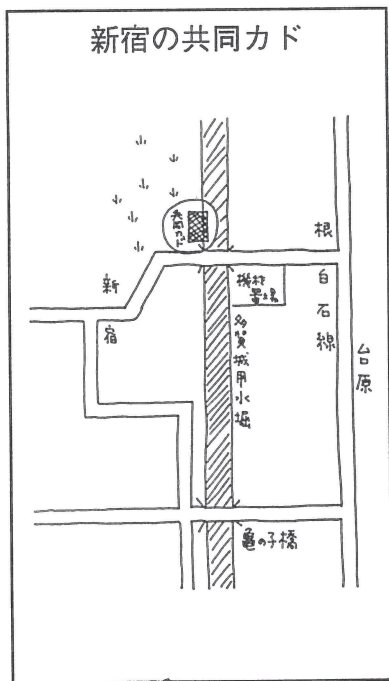 新宿の共同カド
共同カド
新宿
機材
置場
根白石線
台原
多賀城用水堀
亀の子橋